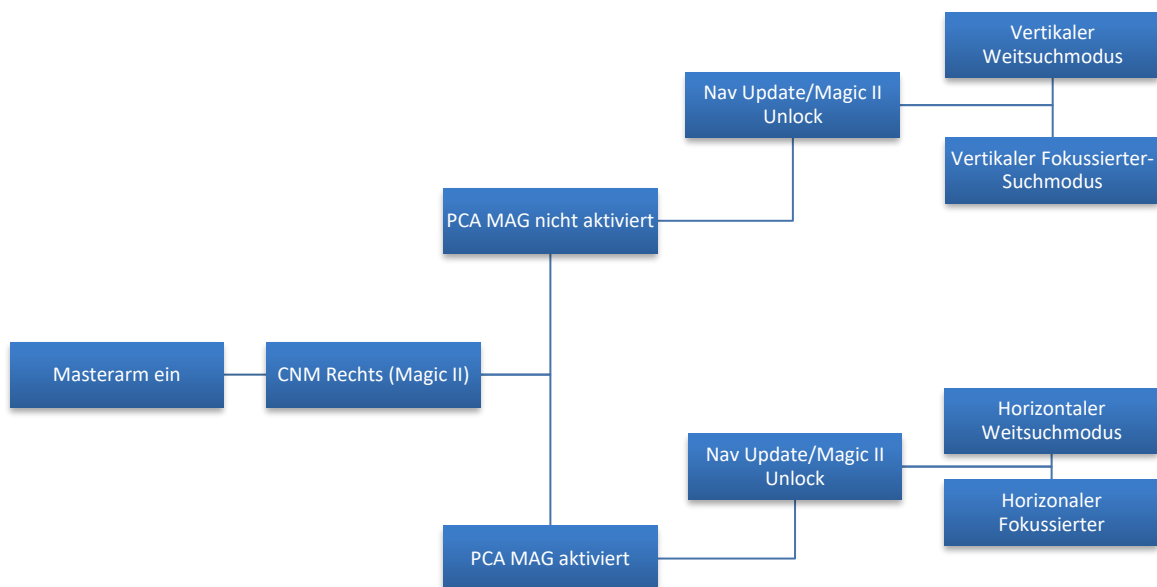 Vertikaler
Weitsuchmodus
Nav Update/Magic II
Unlock
Vertikaler Fokussierter-
Suchmodus
PCA MAG nicht aktiviert
Masterarm ein
CNM Rechts (Magic II)
Horizontaler
Weitsuchmodus
Nav Update/Magic II
Unlock
Horizonaler
Fokussierter
PCA MAG aktiviert